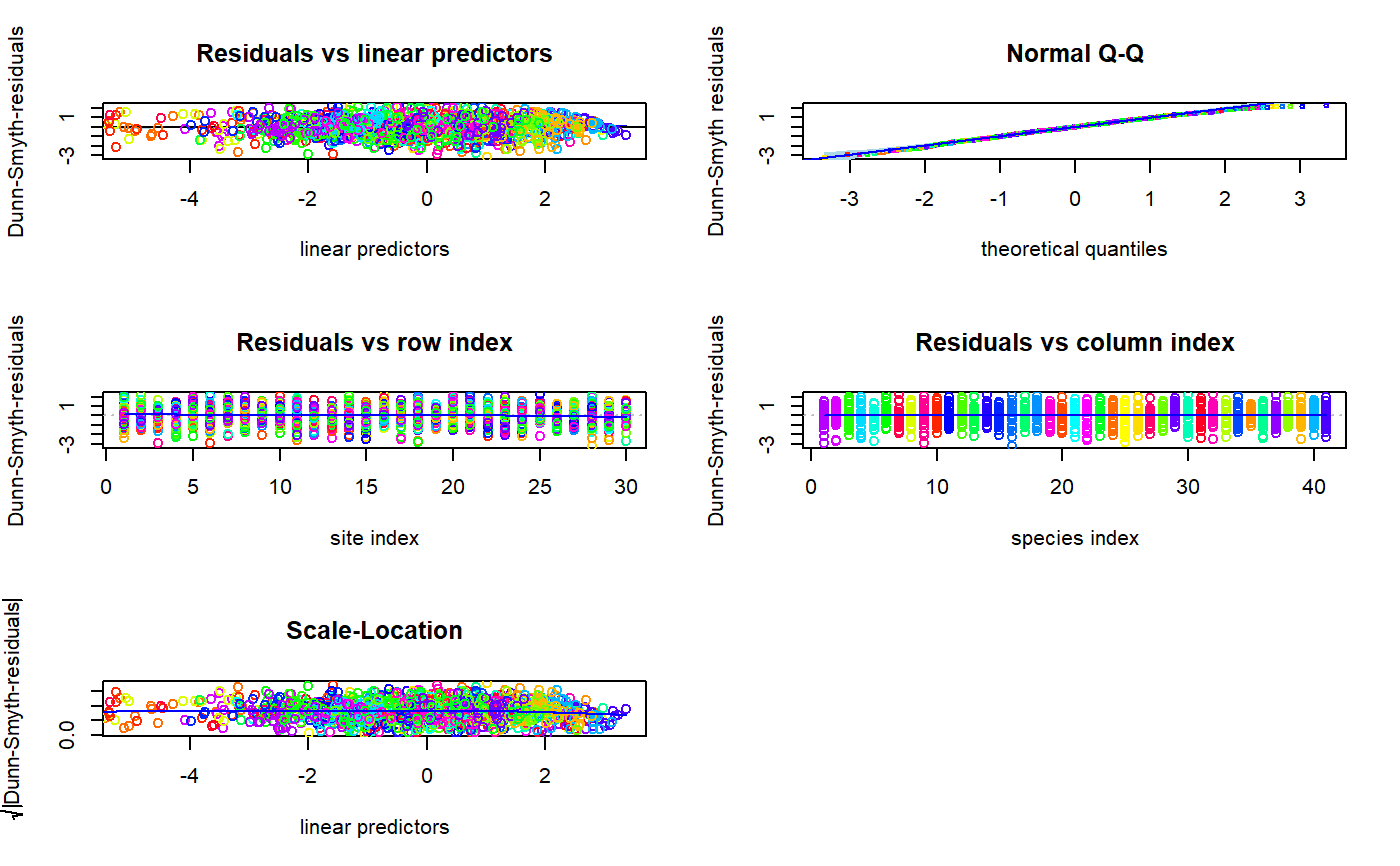 Residuals vs linear predictors
Dunn-Smyth-residuals
1
-3
-4 -2 0 2
linear predictors
Normal Q-Q
Dunn-Smyth residuals
1
-3
-3 -2 -1 0 1 2 3
theoretical quantiles
Residuals vs row index
Dunn-Smyth-residuals
1
-3
0 5 10 15 20 25 30
site index
Residuals vs column index
Dunn-Smyth-residuals
1
-3
0 10 20 30 40
species index
Scale-Location
√|Dunn-Smyth-residuals|
0.0
-4 -2 0 2
linear predictors